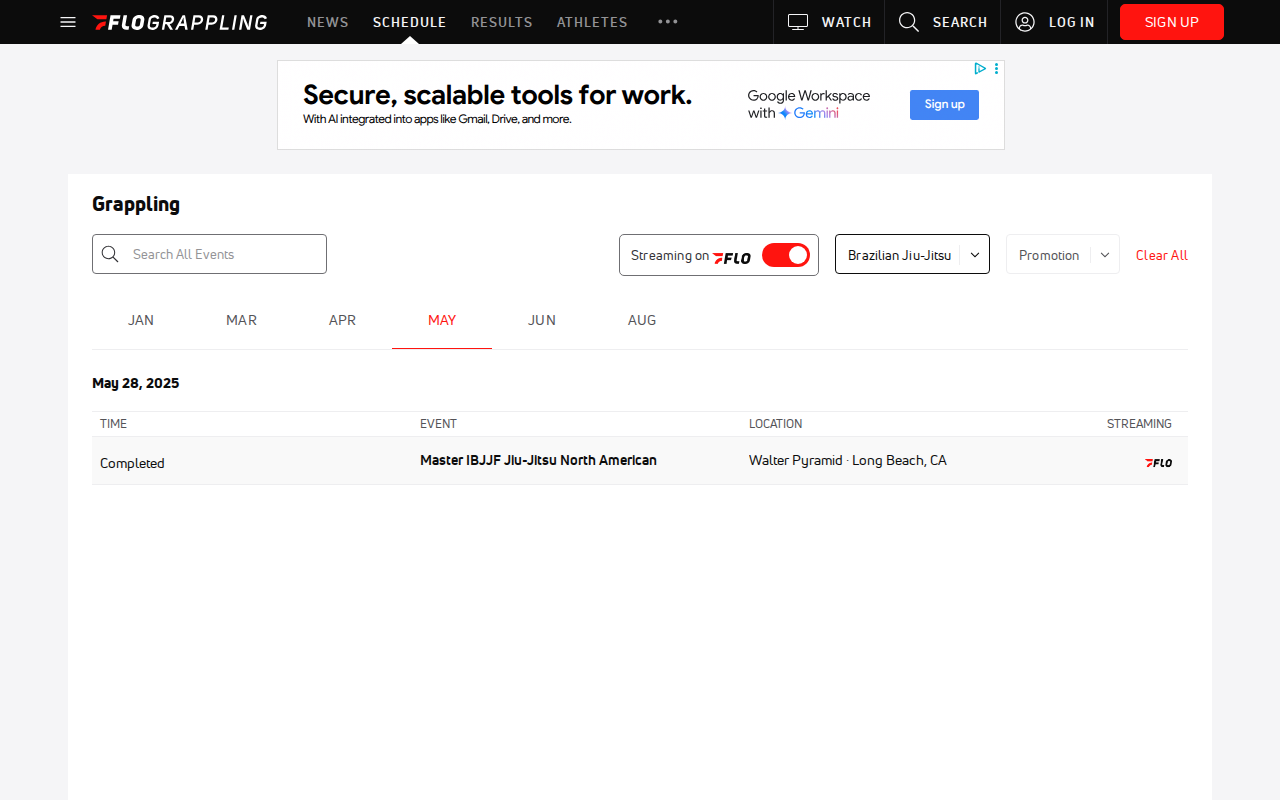 FLOGRAPPLING NEWS SCHEDULE RESULTS ATHLETES WATCH SEARCH LOG IN SIGN UP
Secure, scalable tools for work.
With AI integrated into apps like Gmail, Drive, and more.
Google Workspace
with Gemini
Sign up
Grappling
Search All Events
Streaming on FLO
Brazilian Jiu-Jitsu
Promotion
Clear All
JAN MAR APR MAY JUN AUG
May 28, 2025
TIME EVENT LOCATION STREAMING
Completed Master IBJJF Jiu-Jitsu North American Walter Pyramid · Long Beach, CA FLO